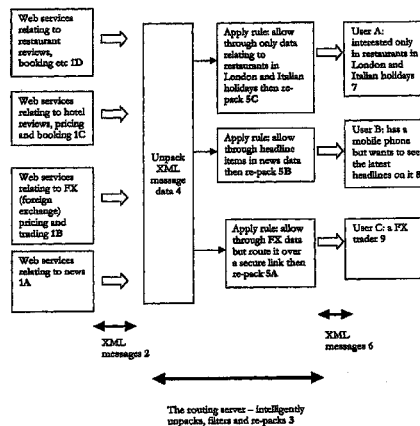 Web services
relating to
restaurant
reviews,
booking etc 1D
Web services
relating to hotel
reviews, pricing
and booking 1C
Web services
relating to FX
(foreign
exchange)
pricing and
trading 1B
Web services
relating to news
1A
XML
messages 2
Unpack
XML
message
data 4
Apply rule: allow
through only data
relating to
restaurants in
London and Italian
holidays then re-
pack 5C
Apply rule: allow
through headline
items in news data
then re-pack 5B
Apply rule: allow
through FX data
but route it over
a secure link then
re-pack 5A
User A:
interested only
in restaurants in
London and
Italian holidays
7
User B: has a
mobile phone
but wants to see
the latest
headlines on it 8
User C: a FX
trader 9
XML
messages 6
The routing server – intelligently
unpacks, filters and re-packs 3